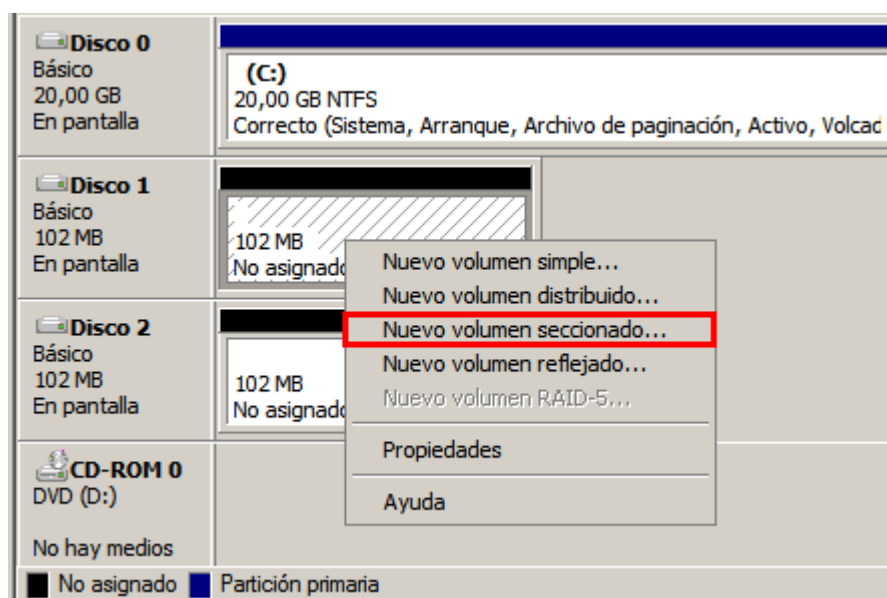 Disco 0
Básico
20,00 GB
En pantalla
(C:)
20,00 GB NTFS
Correcto (Sistema, Arranque, Archivo de paginación, Activo, Volcad
Disco 1
Básico
102 MB
En pantalla
102 MB
No asignado
Disco 2
Básico
102 MB
En pantalla
102 MB
No asignado
Nuevo volumen simple...
Nuevo volumen distribuido...
Nuevo volumen seccionado...
Nuevo volumen reflejado...
Nuevo volumen RAID-5...
Propiedades
Ayuda
CD-ROM 0
DVD (D:)
No hay medios
No asignado Partición primaria